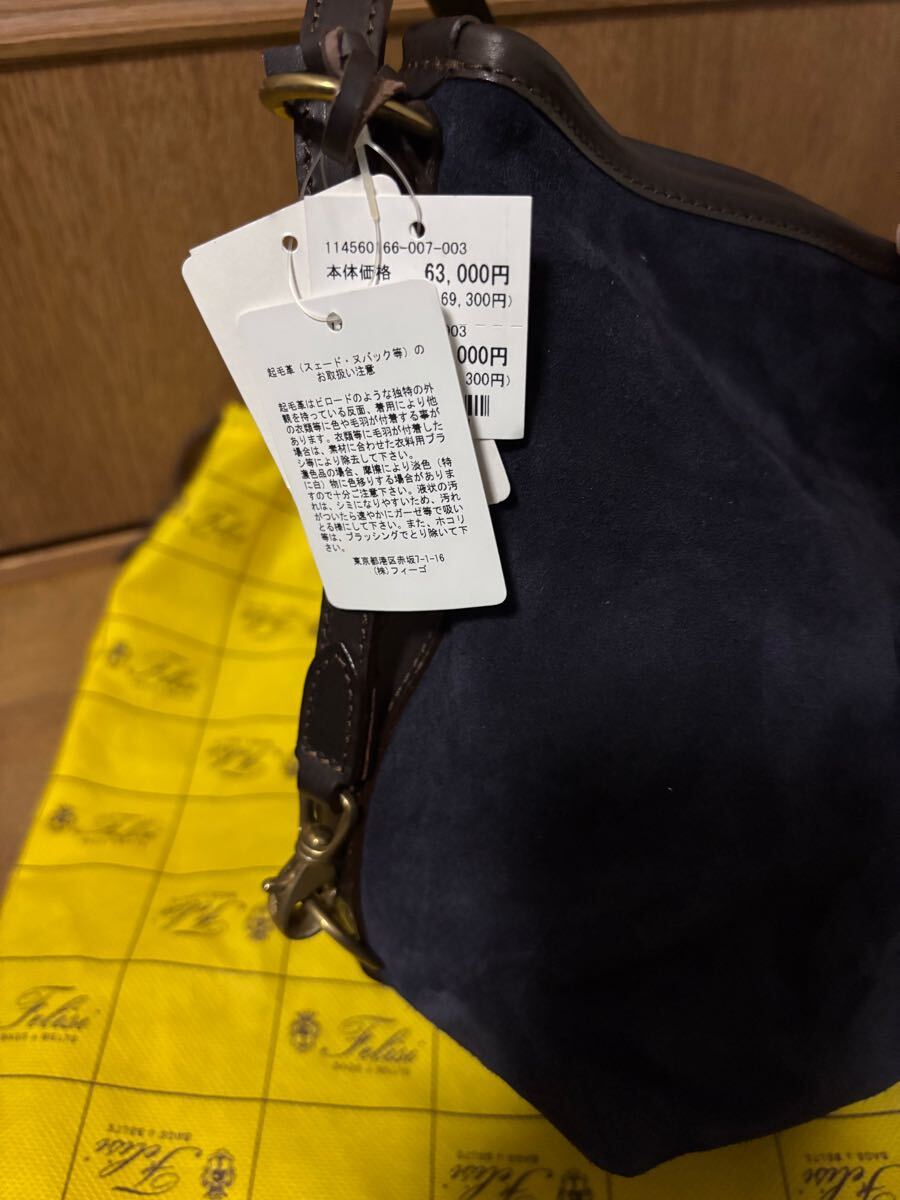 114560166-007-003
本体価格 63,000円
69,300円)
003
000円
300円)
起毛革(スェード・ヌバック等)の
お取扱い注意
起毛革はビロードのような独特の外
観を持っている反面、着用により他
の衣類等に色や毛羽が付着する事が
あります。衣類等に毛羽が付着した
場合は、素材に合わせた衣料用ブラ
シ等により除去して下さい。
濃色品の場合、摩擦により淡色(特
に白)物に色移りする場合がありま
すので十分ご注意下さい。液状の汚
れは、シミになりやすいため、汚れ
がついたら速やかにガーゼ等で吸い
とる様にして下さい。また、ホコリ
等は、ブラッシングでとり除いて下
さい。
東京都港区赤坂7-1-16
(株)フィーゴ
Felisi
Felisi
Felisi
BAGS & BELTS
Felisi
BAGS & BELTS
Felisi
BAGS & BELTS